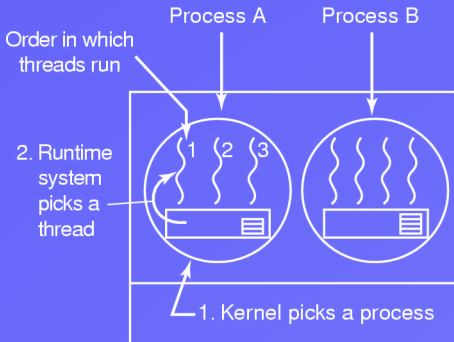 Process A
Process B
Order in which
threads run
1 2 3
2. Runtime
system
picks a
thread
1. Kernel picks a process